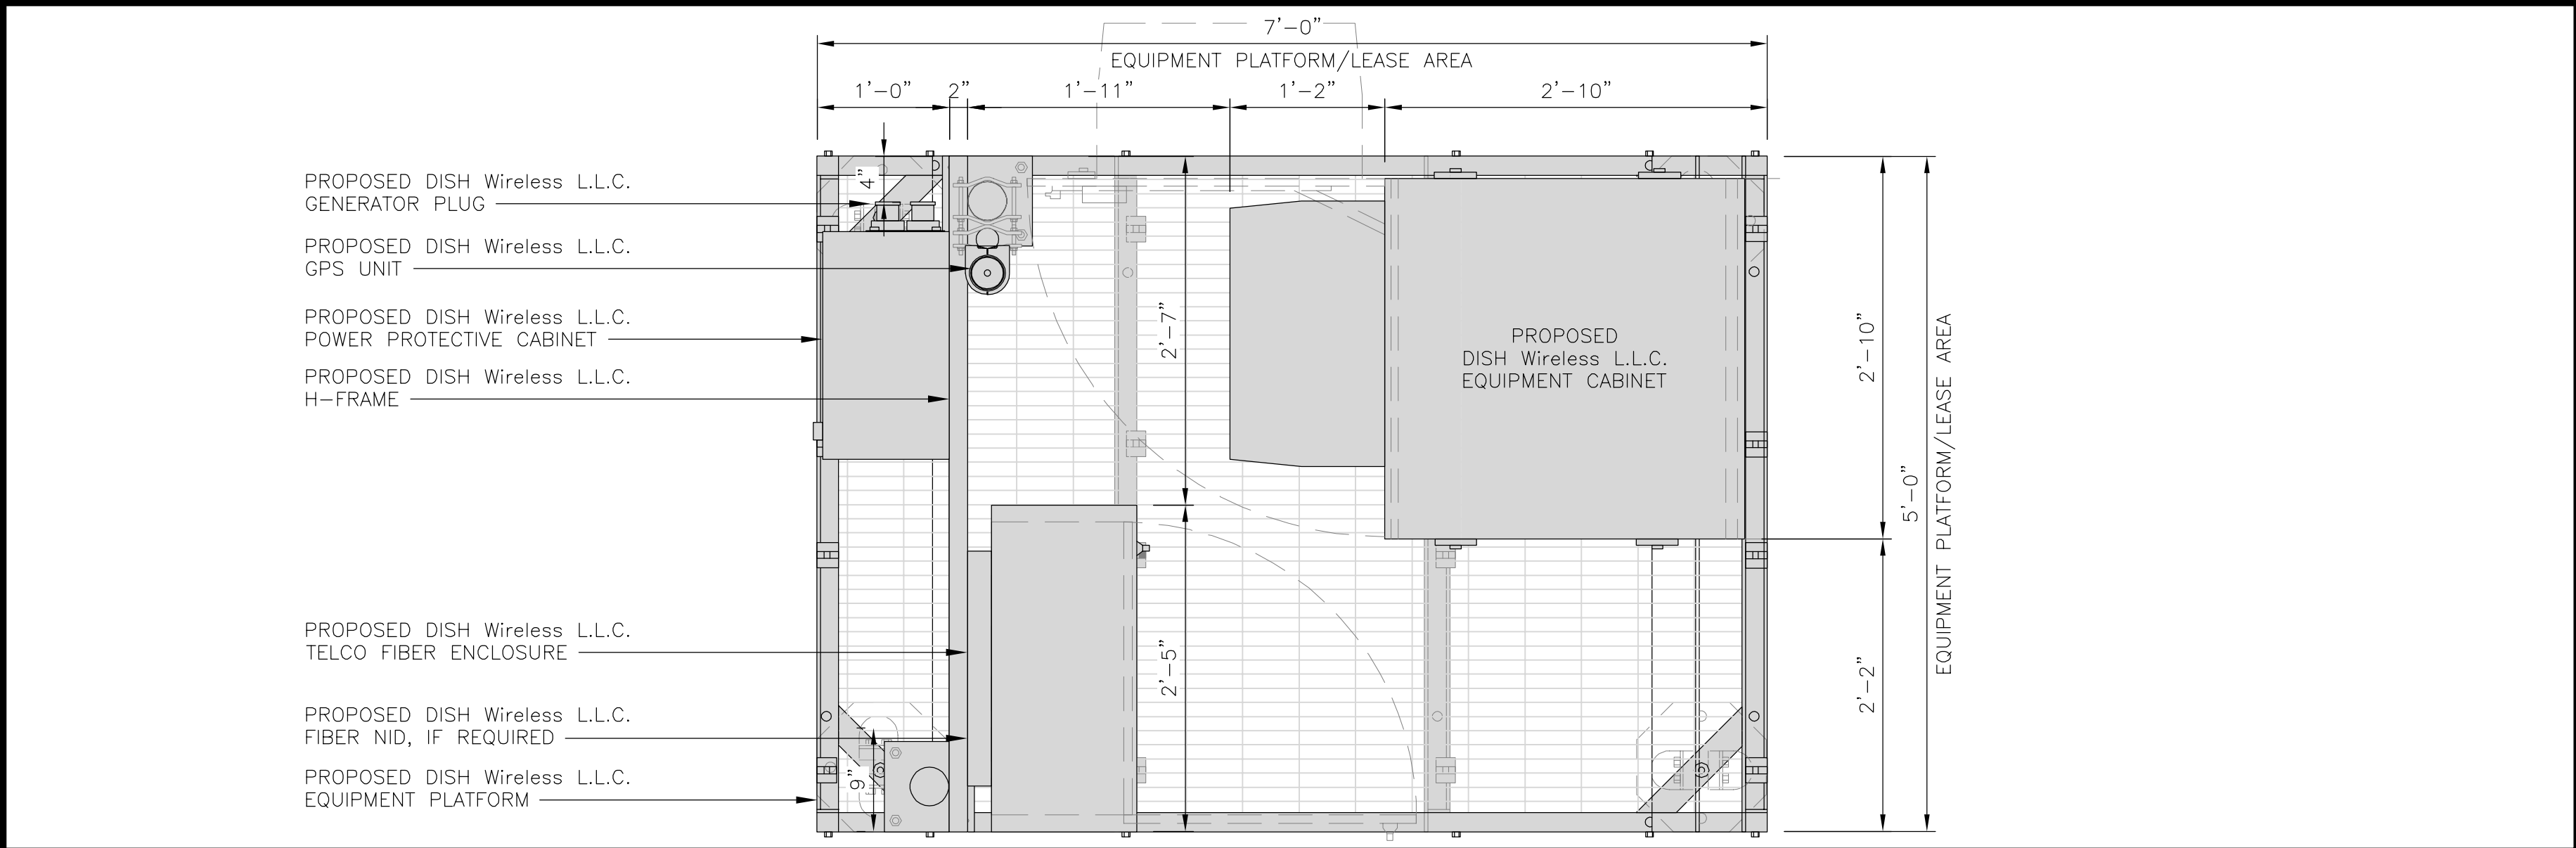 7'-0"
EQUIPMENT PLATFORM/LEASE AREA
1'-0" 2" 1'-11" 1'-2" 2'-10"
PROPOSED DISH Wireless L.L.C.
GENERATOR PLUG
4"
PROPOSED DISH Wireless L.L.C.
GPS UNIT
PROPOSED DISH Wireless L.L.C.
POWER PROTECTIVE CABINET
PROPOSED DISH Wireless L.L.C.
H-FRAME
2'-7"
PROPOSED
DISH Wireless L.L.C.
EQUIPMENT CABINET
2'-10"
5'-0"
EQUIPMENT PLATFORM/LEASE AREA
PROPOSED DISH Wireless L.L.C.
TELCO FIBER ENCLOSURE
2'-5"
2'-2"
PROPOSED DISH Wireless L.L.C.
FIBER NID, IF REQUIRED
PROPOSED DISH Wireless L.L.C.
EQUIPMENT PLATFORM
9"